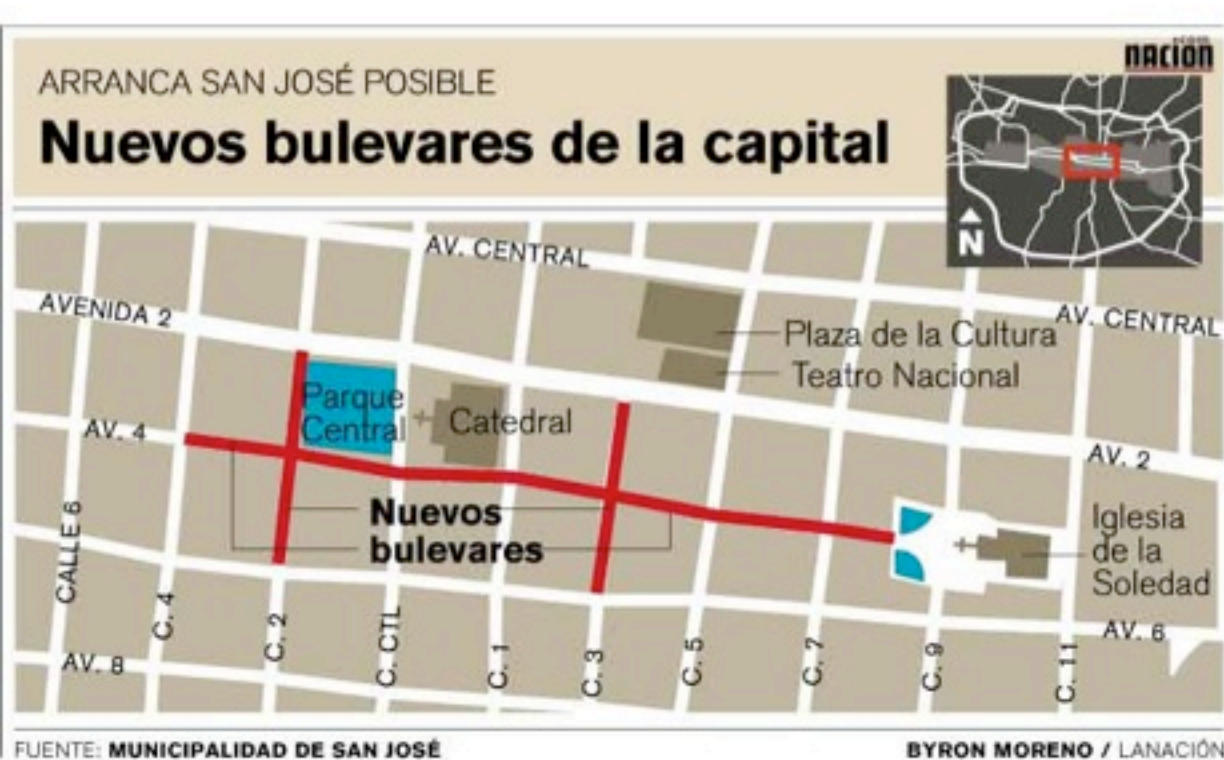 .com
nacion
ARRANCA SAN JOSÉ POSIBLE
Nuevos bulevares de la capital
N
AV. CENTRAL
AVENIDA 2
AV. CENTRAL
Plaza de la Cultura
Teatro Nacional
Parque
Central
Catedral
AV. 4
AV. 2
Nuevos
bulevares
Iglesia
de la
Soledad
CALLE 6
C. 4
C. 2
C. CTL
C. 1
C. 3
C. 5
C. 7
C. 9
C. 11
AV. 6
AV. 8
FUENTE: MUNICIPALIDAD DE SAN JOSÉ
BYRON MORENO / LA NACIÓN